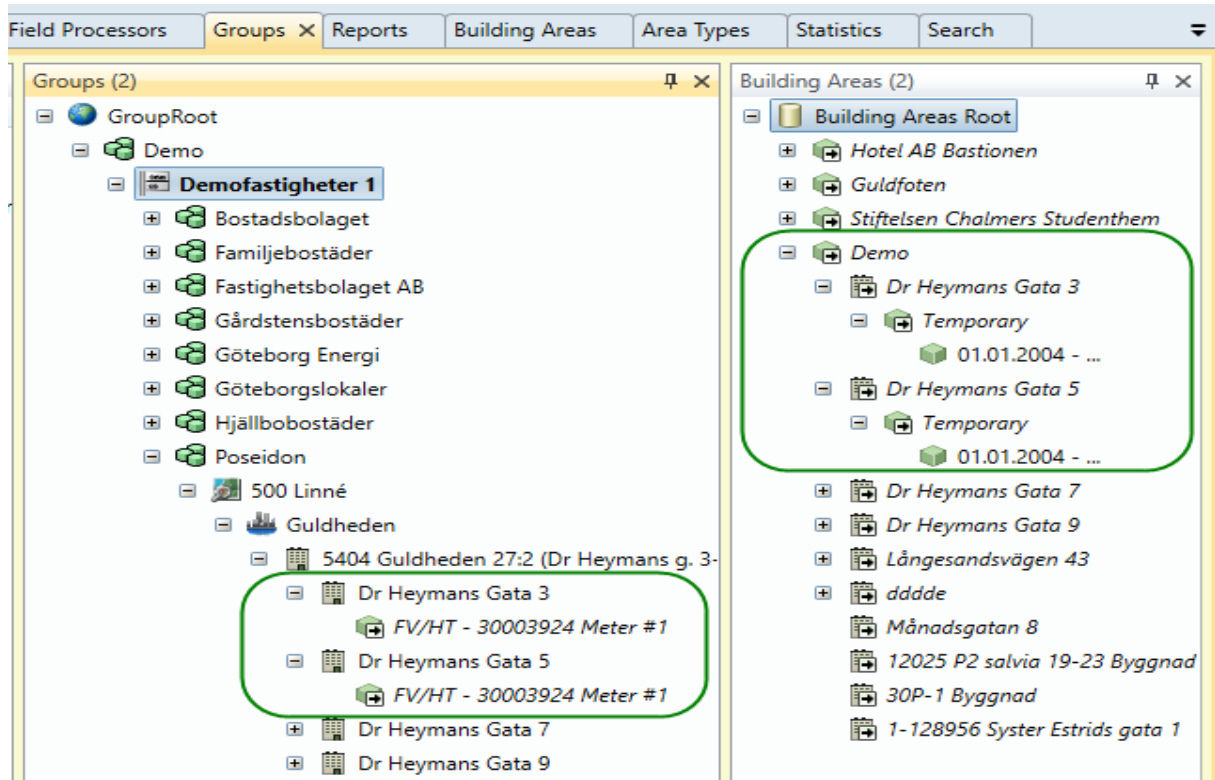 Field Processors Groups Reports Building Areas Area Types Statistics Search
Groups (2)
GroupRoot
Demo
Demofastigheter 1
Bostadsbolaget
Familjebostäder
Fastighetsbolaget AB
Gårdstensbostäder
Göteborg Energi
Göteborgslokaler
Hjällbobostäder
Poseidon
500 Linné
Guldheden
5404 Guldheden 27:2 (Dr Heymans g. 3-
Dr Heymans Gata 3
FV/HT - 30003924 Meter #1
Dr Heymans Gata 5
FV/HT - 30003924 Meter #1
Dr Heymans Gata 7
Dr Heymans Gata 9
Building Areas (2)
Building Areas Root
Hotel AB Bastionen
Guldfoten
Stiftelsen Chalmers Studenthem
Demo
Dr Heymans Gata 3
Temporary
01.01.2004 - ...
Dr Heymans Gata 5
Temporary
01.01.2004 - ...
Dr Heymans Gata 7
Dr Heymans Gata 9
Långesandsvägen 43
dddde
Månadsgatan 8
12025 P2 salvia 19-23 Byggnad
30P-1 Byggnad
1-128956 Syster Estrids gata 1